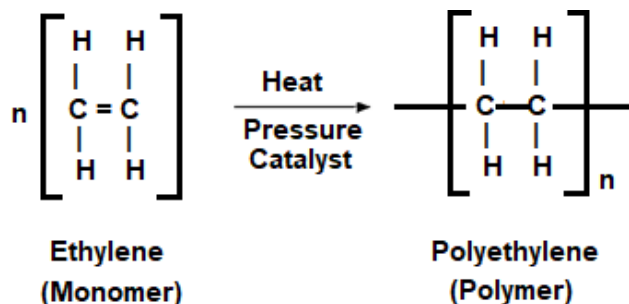 H H H H
n C = C Heat C C
Pressure
Catalyst
H H H H n
Ethylene Polyethylene
(Monomer) (Polymer)